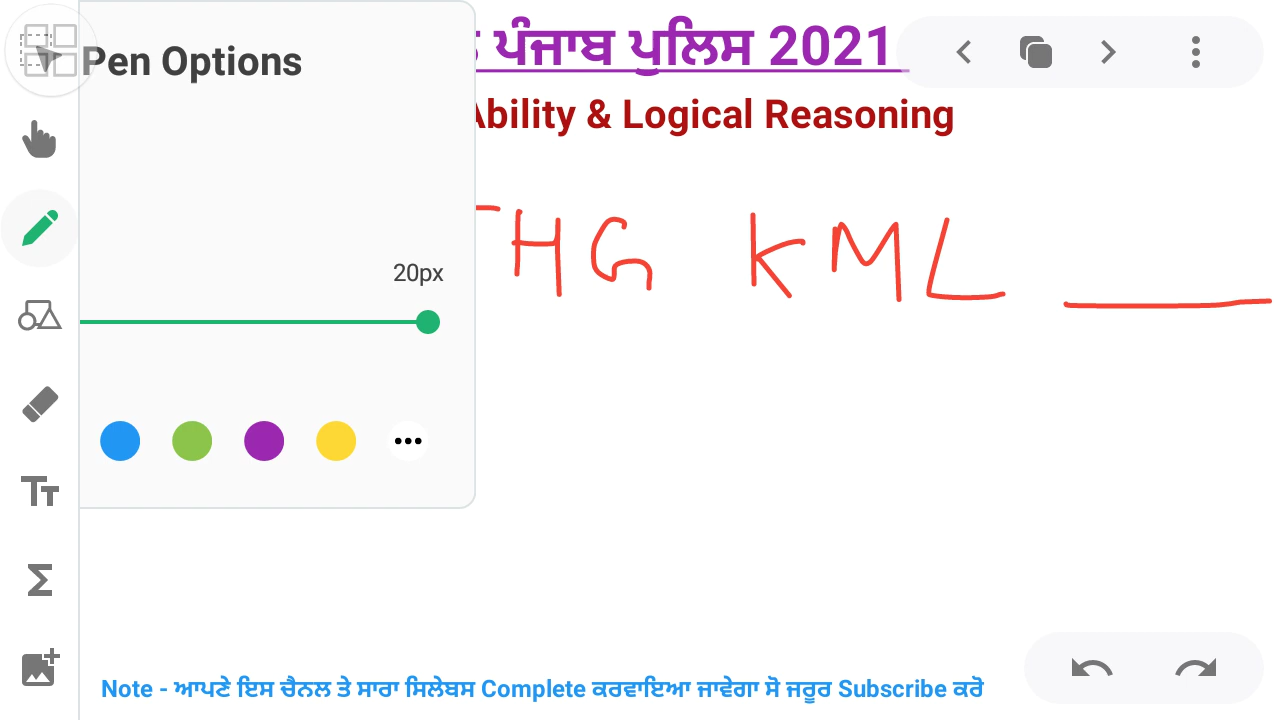 Pen Options
ਪੰਜਾਬ ਪੁਲਿਸ 2021
Ability & Logical Reasoning
HG KML
20px
Note - ਆਪਣੇ ਇਸ ਚੈਨਲ ਤੇ ਸਾਰਾ ਸਿਲੇਬਸ Complete ਕਰਵਾਇਆ ਜਾਵੇਗਾ ਸੋ ਜਰੂਰ Subscribe ਕਰੋ